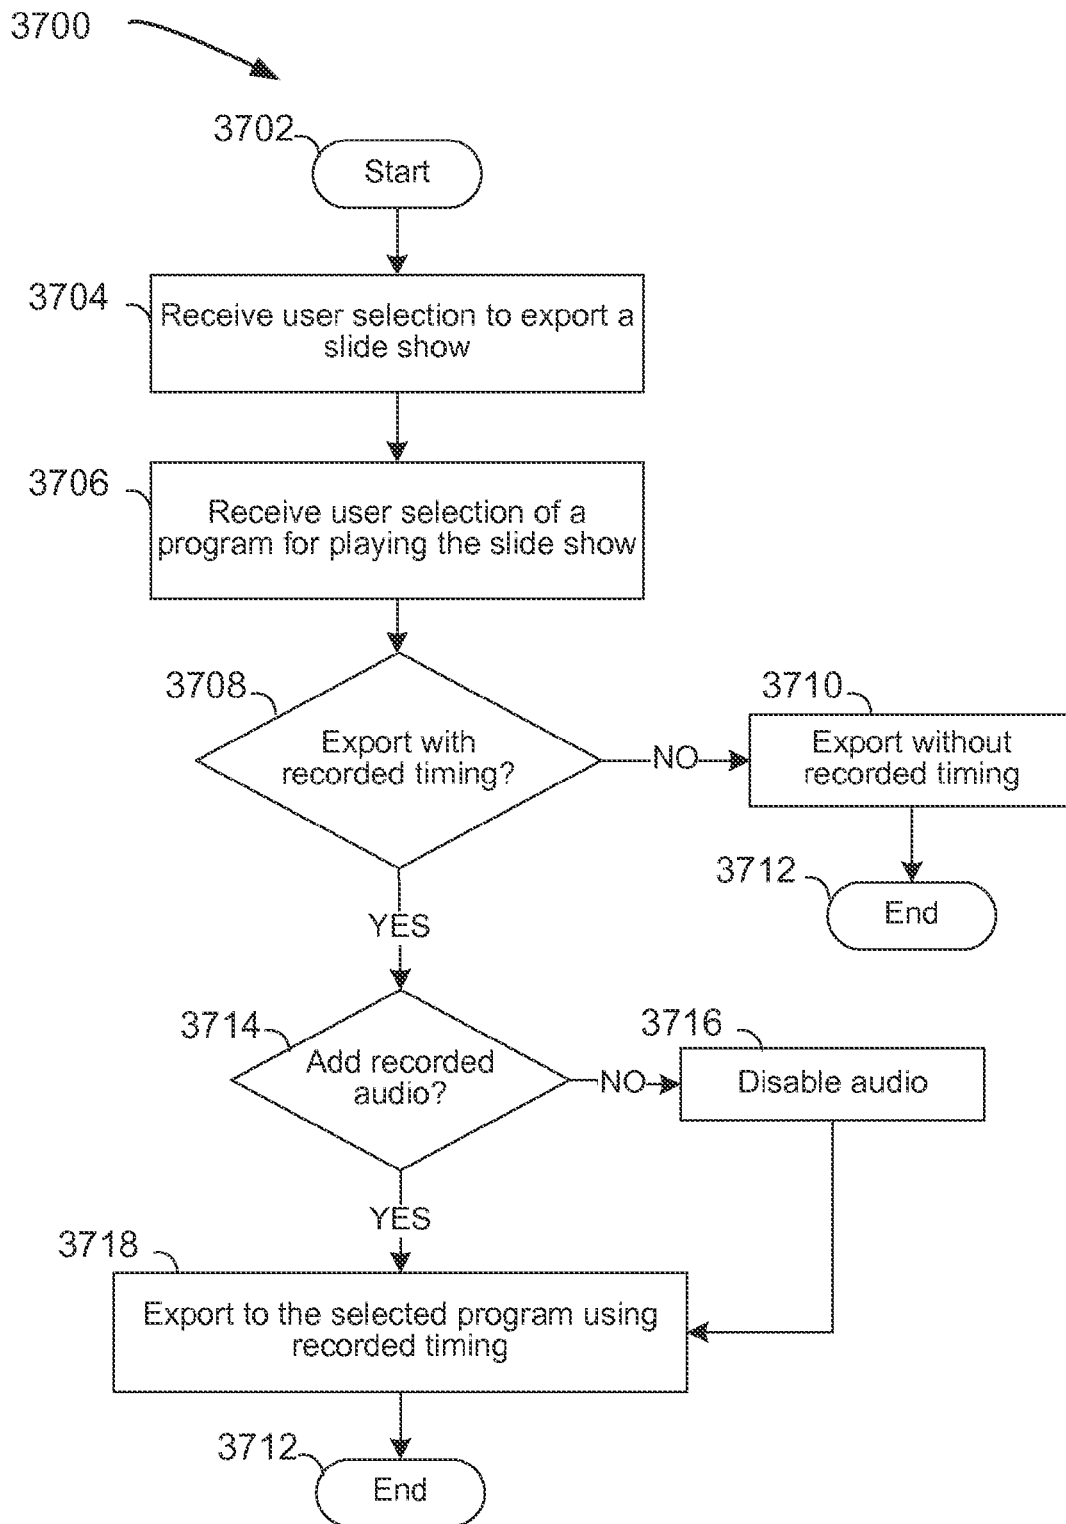 3700
3702
Start
3704
Receive user selection to export a
slide show
3706
Receive user selection of a
program for playing the slide show
3708
Export with
recorded timing?
NO
3710
Export without
recorded timing
3712
End
YES
3714
Add recorded
audio?
NO
3716
Disable audio
YES
3718
Export to the selected program using
recorded timing
3712
End